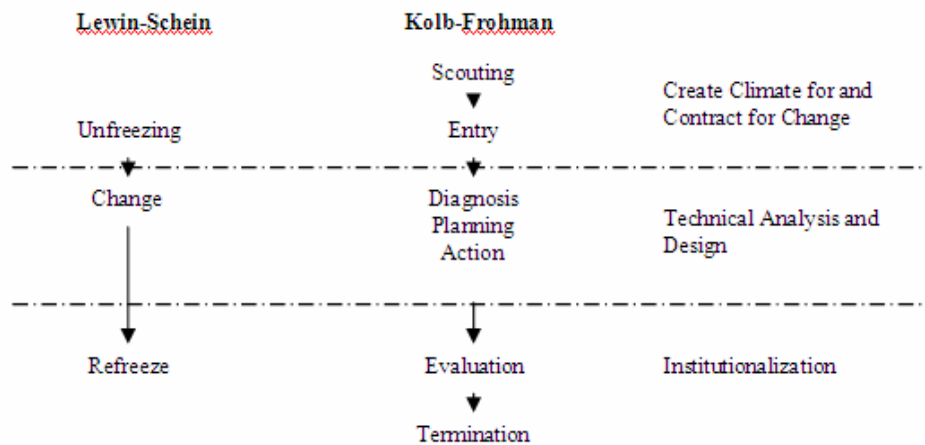 Lewin-Schein Kolb-Frohman
Scouting
Create Climate for and
Contract for Change
Unfreezing Entry
Change Diagnosis
Planning
Action
Technical Analysis and
Design
Refreeze Evaluation Institutionalization
Termination